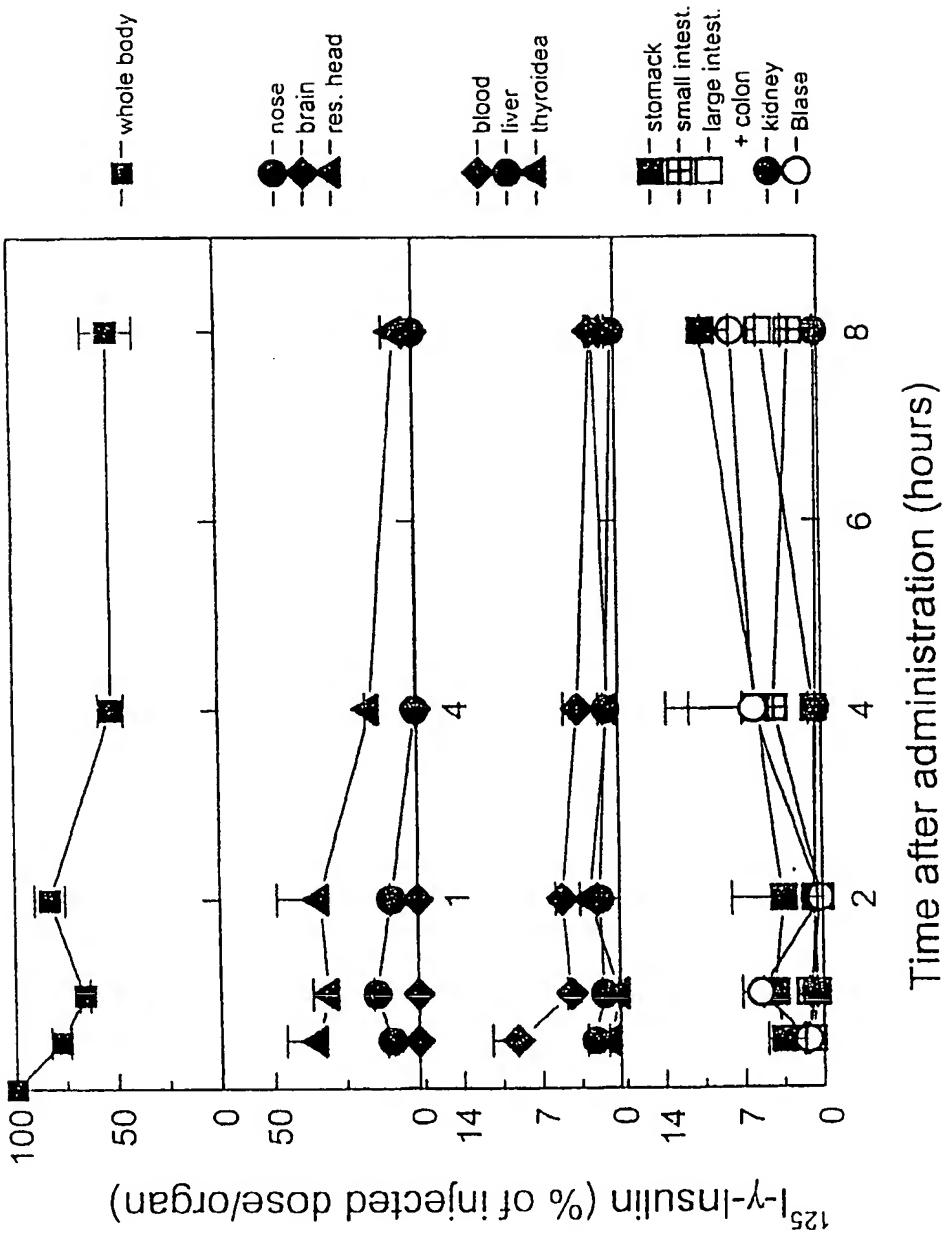 ¹²⁵I-γ-Insulin (% of injected dose/organ)
100
50
0
50
0
14
7
0
14
7
0
1
4
2
4
6
8
Time after administration (hours)
whole body
nose
brain
res. head
blood
liver
thyroidea
stomack
small intest.
large intest.
+ colon
kidney
Blase